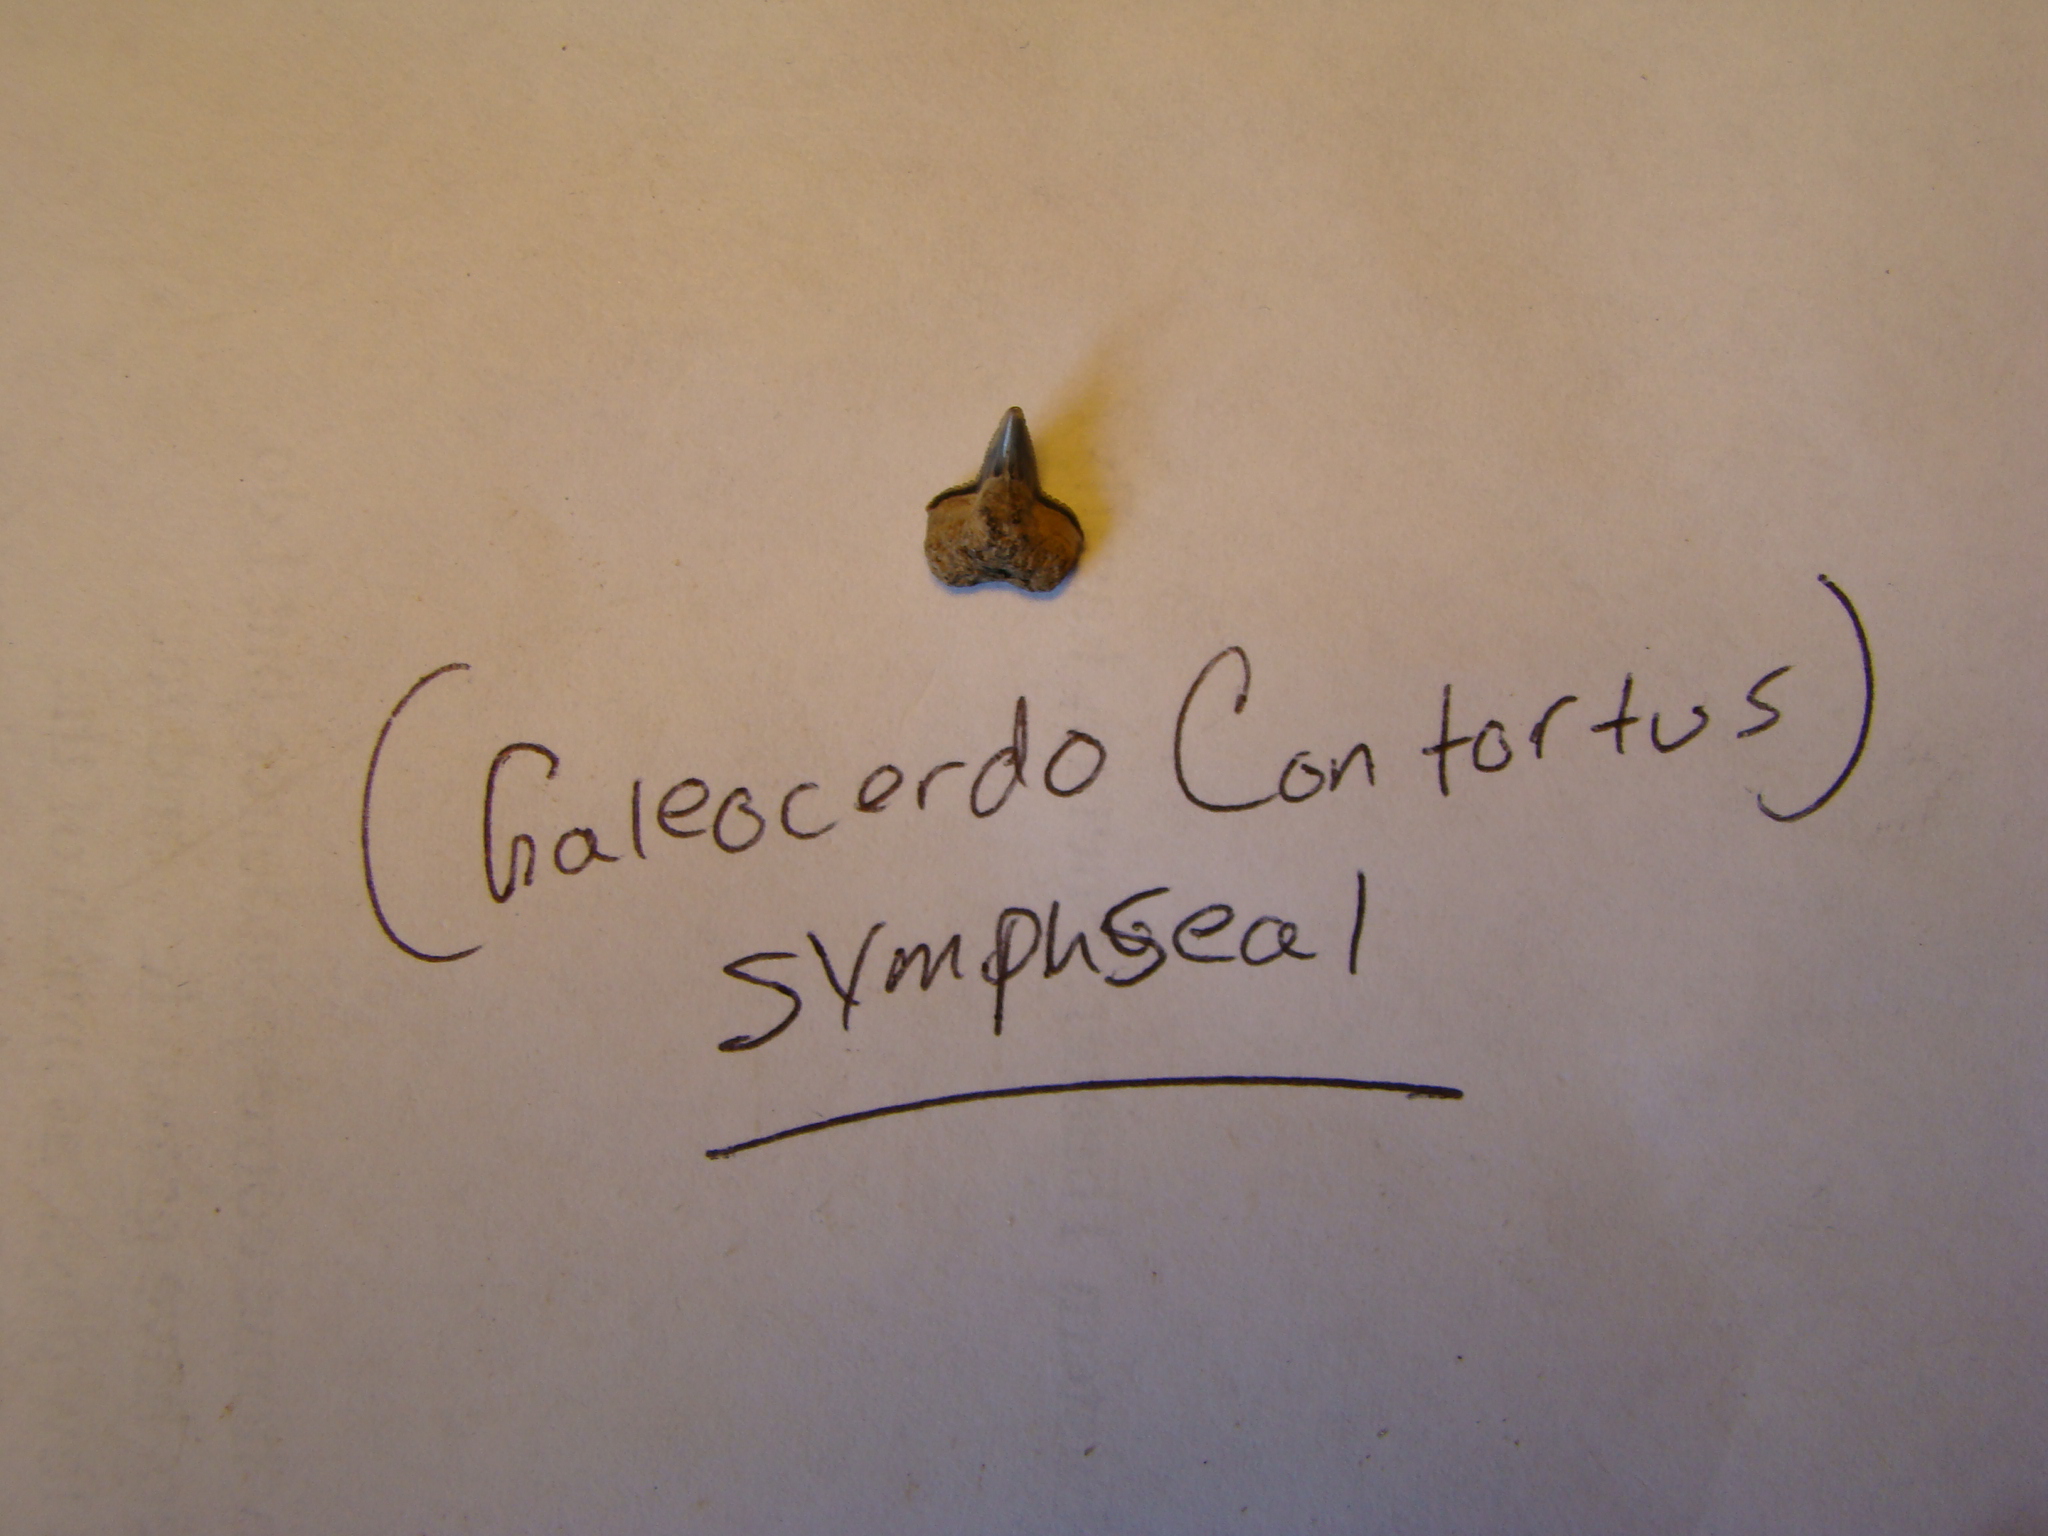 (Galeocerdo Contortus)
symphseal